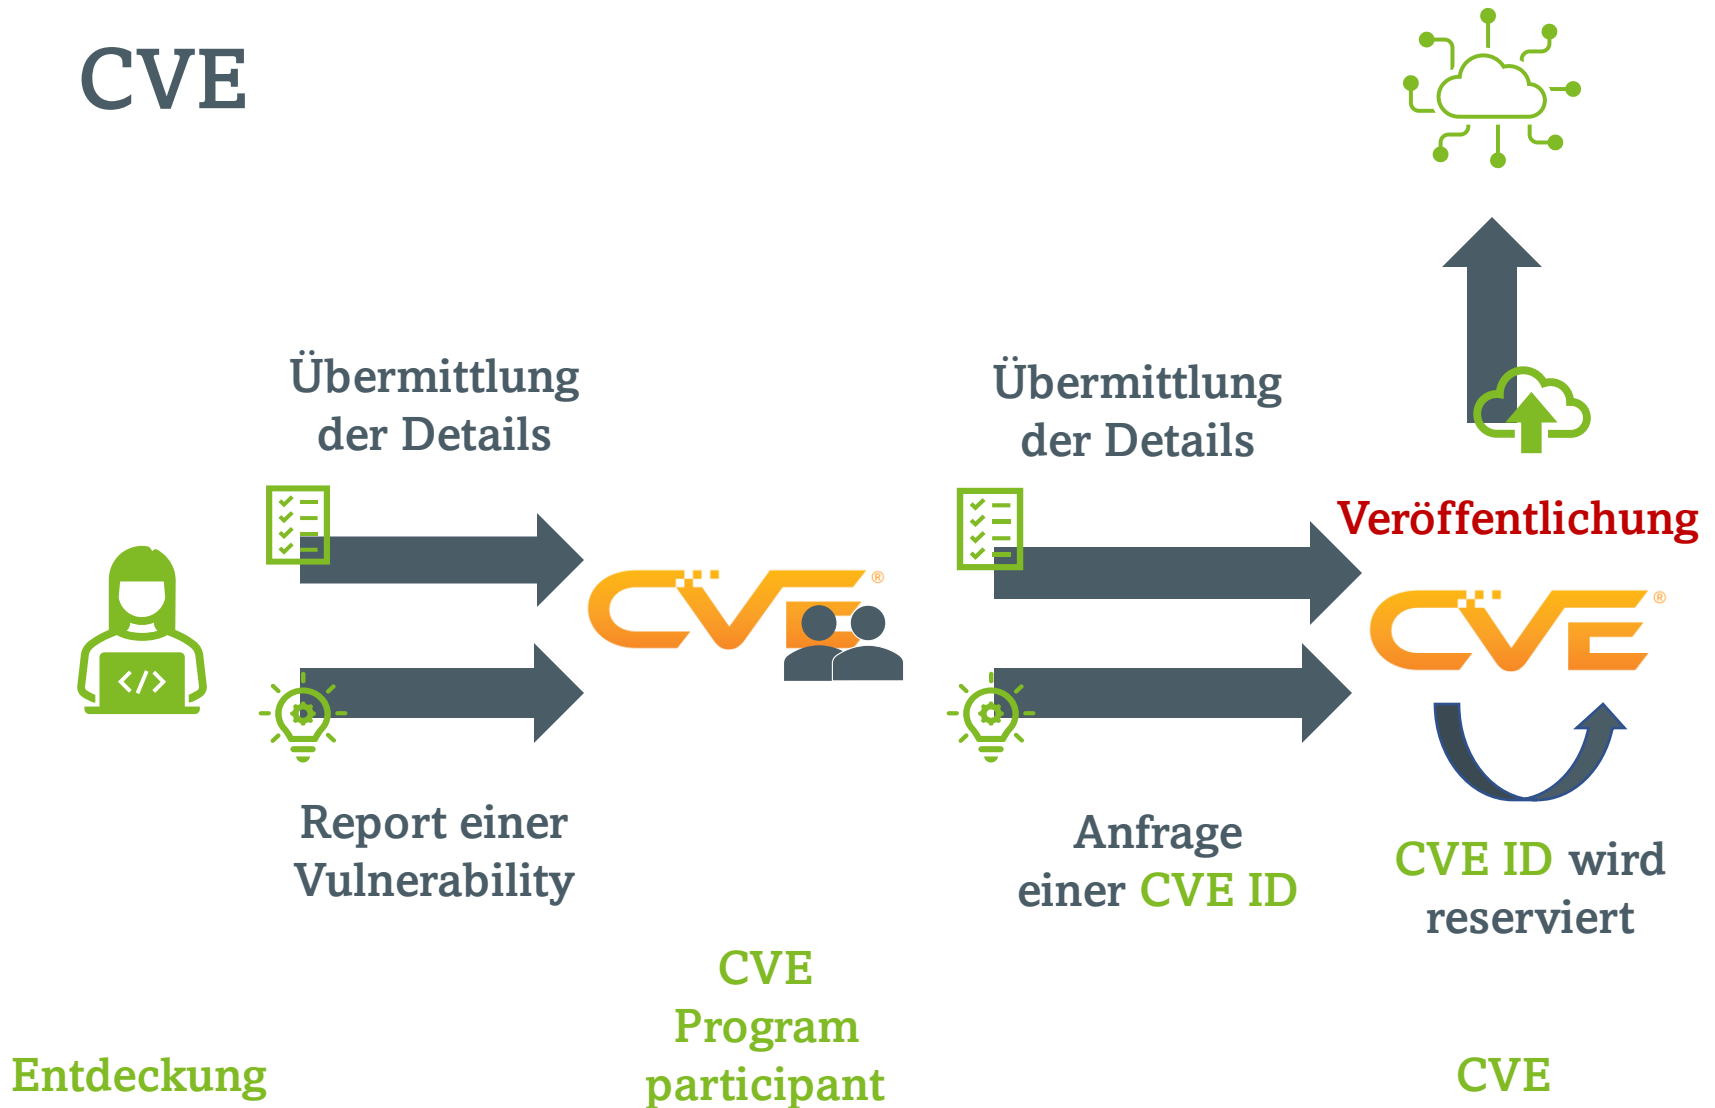 CVE
Übermittlung
der Details
Übermittlung
der Details
Veröffentlichung
</>
CVE®
CVE®
Report einer
Vulnerability
Anfrage
einer CVE ID
CVE ID wird
reserviert
Entdeckung
CVE
Program
participant
CVE